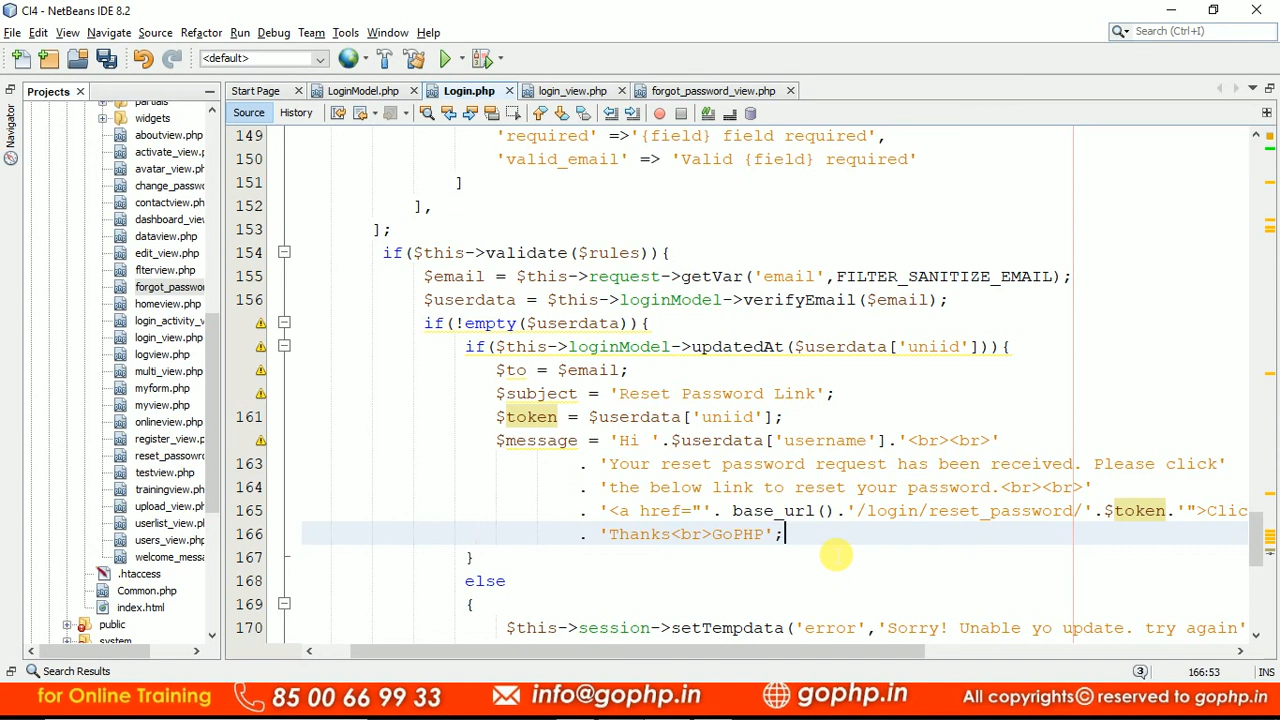 CI4 - NetBeans IDE 8.2
File Edit View Navigate Source Refactor Run Debug Team Tools Window Help
Search (Ctrl+I)
<default>
Projects
Start Page LoginModel.php Login.php login_view.php forgot_password_view.php
Source History
Navigator
partials
widgets
aboutview.php
activate_view.p
avatar_view.ph
change_passwo
contactview.ph
dashboard_view
dataview.php
edit_view.php
flterview.php
forgot_passwor
homeview.php
login_activity_v
login_view.php
logview.php
multi_view.php
myform.php
myview.php
onlineview.php
register_view.p
reset_passowrd
testview.php
trainingview.php
upload_view.ph
userlist_view.ph
users_view.php
welcome_messa
.htaccess
Common.php
index.html
public
system
149 'required' =>'{field} field required',
150 'valid_email' => 'Valid {field} required'
151 ]
152 ],
153 ];
154 if($this->validate($rules)){
155 $email = $this->request->getVar('email',FILTER_SANITIZE_EMAIL);
156 $userdata = $this->loginModel->verifyEmail($email);
if(!empty($userdata)){
if($this->loginModel->updatedAt($userdata['uniid'])){
$to = $email;
$subject = 'Reset Password Link';
161 $token = $userdata['uniid'];
$message = 'Hi '.$userdata['username'].'<br><br>'
163 . 'Your reset password request has been received. Please click'
164 . 'the below link to reset your password.<br><br>'
165 . '<a href="'. base_url().'/login/reset_password/'.$token.'">Clic
166 . 'Thanks<br>GoPHP';
167 }
168 else
169 {
170 $this->session->setTempdata('error','Sorry! Unable yo update. try again'
Search Results
3 166:53 INS
for Online Training 85 00 66 99 33 info@gophp.in gophp.in All copyrights© reserved to gophp.in